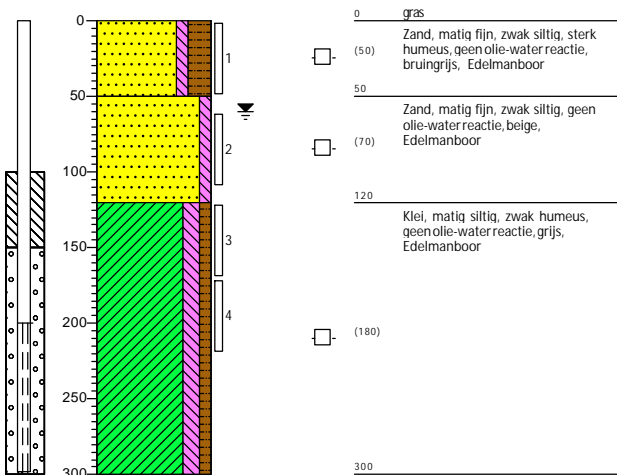 0 gras
Zand, matig fijn, zwak siltig, sterk
(50) humeus, geen olie-water reactie,
bruingrijs, Edelmanboor
50
Zand, matig fijn, zwak siltig, geen
(70) olie-water reactie, beige,
Edelmanboor
120
Klei, matig siltig, zwak humeus,
geen olie-water reactie, grijs,
Edelmanboor
(180)
300
0
50
100
150
200
250
300
1
2
3
4